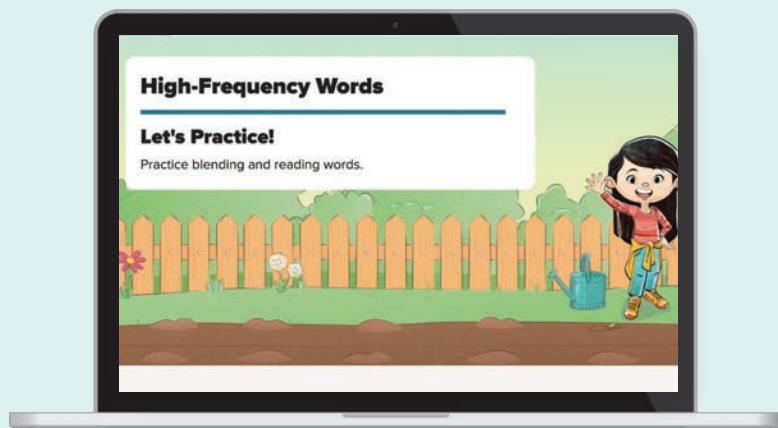 High-Frequency Words
Let's Practice!
Practice blending and reading words.